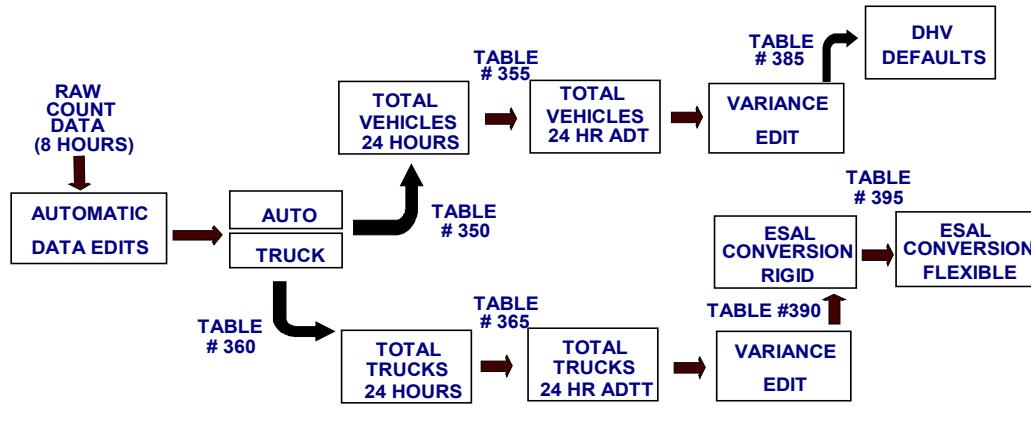 RAW
COUNT
DATA
(8 HOURS)
AUTOMATIC
DATA EDITS
AUTO
TRUCK
TABLE
# 350
TOTAL
VEHICLES
24 HOURS
TABLE
# 355
TOTAL
VEHICLES
24 HR ADT
VARIANCE
EDIT
TABLE
# 385
DHV
DEFAULTS
TABLE
# 360
TOTAL
TRUCKS
24 HOURS
TABLE
# 365
TOTAL
TRUCKS
24 HR ADTT
VARIANCE
EDIT
TABLE #390
ESAL
CONVERSION
RIGID
TABLE
# 395
ESAL
CONVERSION
FLEXIBLE